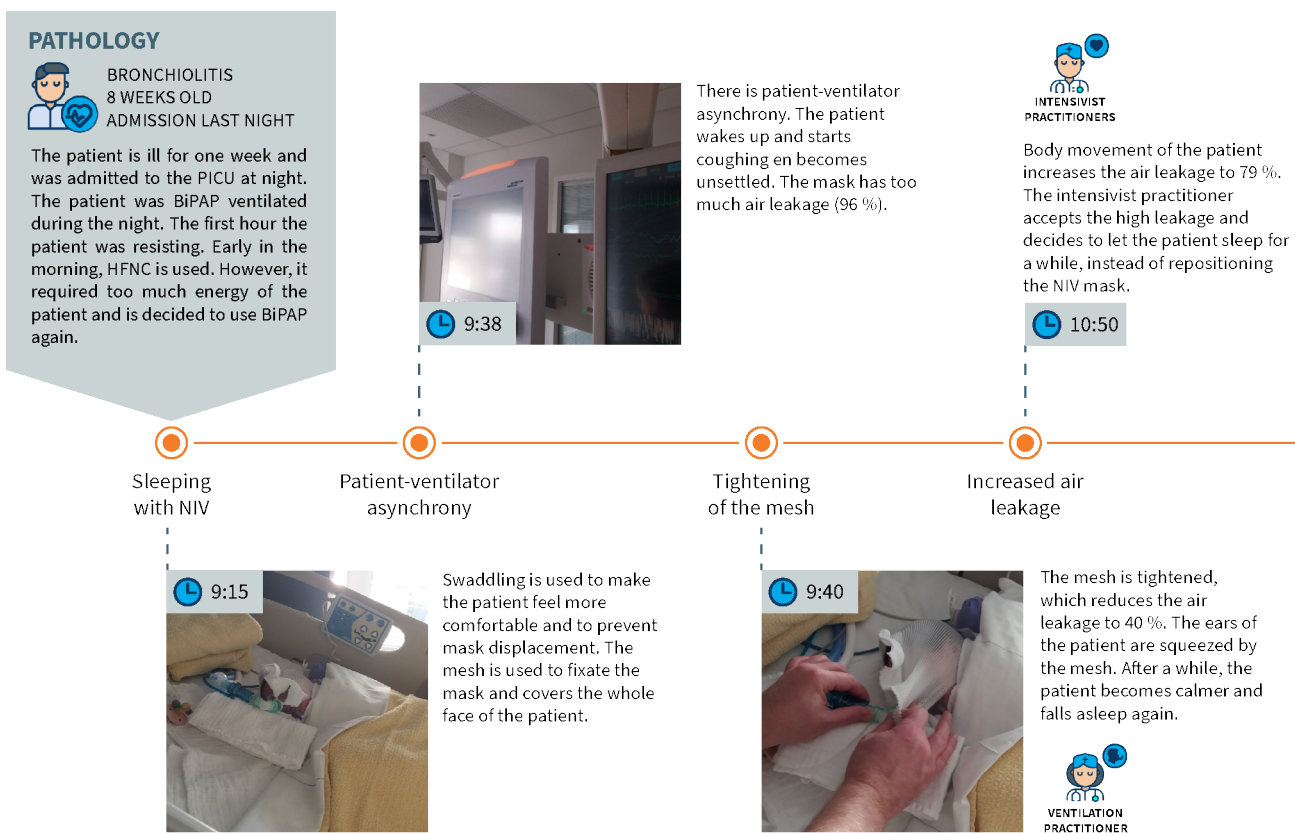 PATHOLOGY
BRONCHIOLITIS
8 WEEKS OLD
ADMISSION LAST NIGHT
The patient is ill for one week and
was admitted to the PICU at night.
The patient was BiPAP ventilated
during the night. The first hour the
patient was resisting. Early in the
morning, HFNC is used. However, it
required too much energy of the
patient and is decided to use BiPAP
again.
9:38
There is patient-ventilator
asynchrony. The patient
wakes up and starts
coughing en becomes
unsettled. The mask has too
much air leakage (96 %).
INTENSIVIST
PRACTITIONERS
Body movement of the patient
increases the air leakage to 79 %.
The intensivist practitioner
accepts the high leakage and
decides to let the patient sleep for
a while, instead of repositioning
the NIV mask.
10:50
Sleeping
with NIV
Patient-ventilator
asynchrony
Tightening
of the mesh
Increased air
leakage
9:15
Swaddling is used to make
the patient feel more
comfortable and to prevent
mask displacement. The
mesh is used to fixate the
mask and covers the whole
face of the patient.
9:40
The mesh is tightened,
which reduces the air
leakage to 40 %. The ears of
the patient are squeezed by
the mesh. After a while, the
patient becomes calmer and
falls asleep again.
VENTILATION
PRACTITIONER